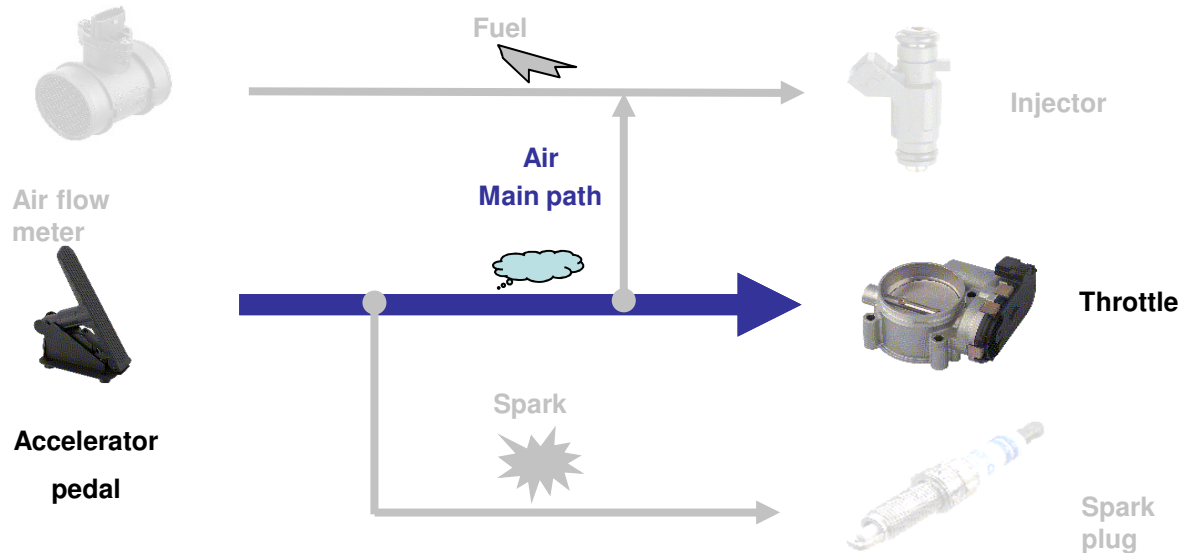 Fuel
Injector
Air
Main path
Air flow
meter
Throttle
Spark
Accelerator
pedal
Spark
plug